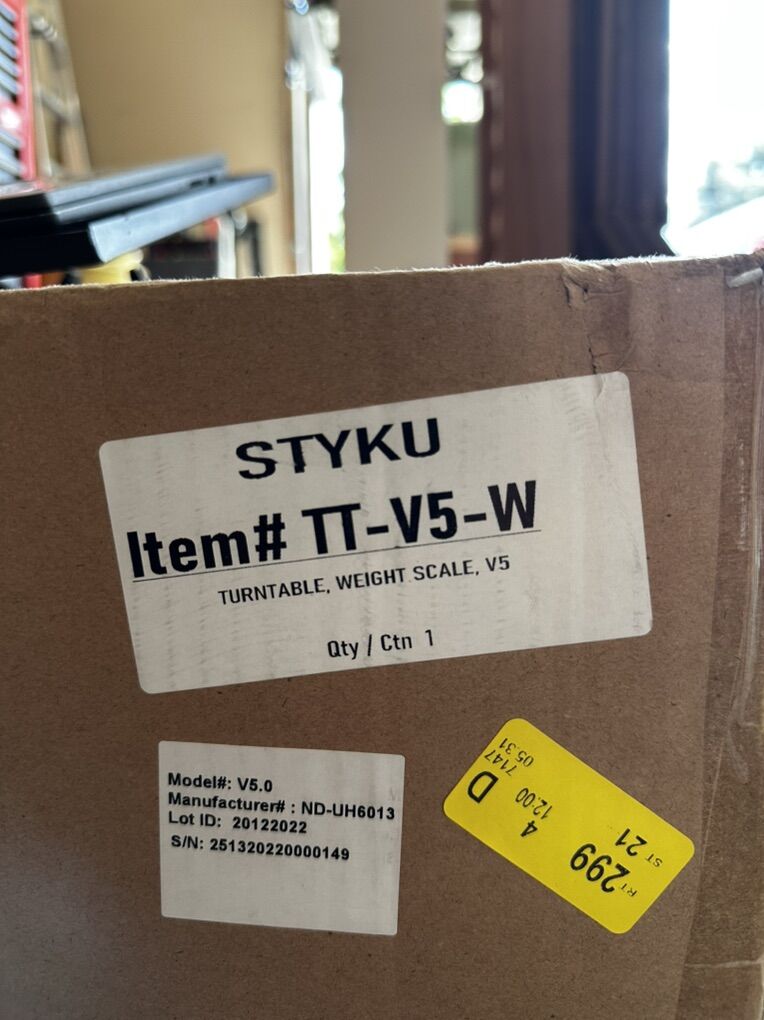 STYKU
Item# TT-V5-W
TURNTABLE, WEIGHT SCALE, V5
Qty / Ctn 1
Model#: V5.0
Manufacturer# : ND-UH6013
Lot ID: 20122022
S/N: 251320220000149
RT 299
ST 21
4
12:00
D
7147
05.31